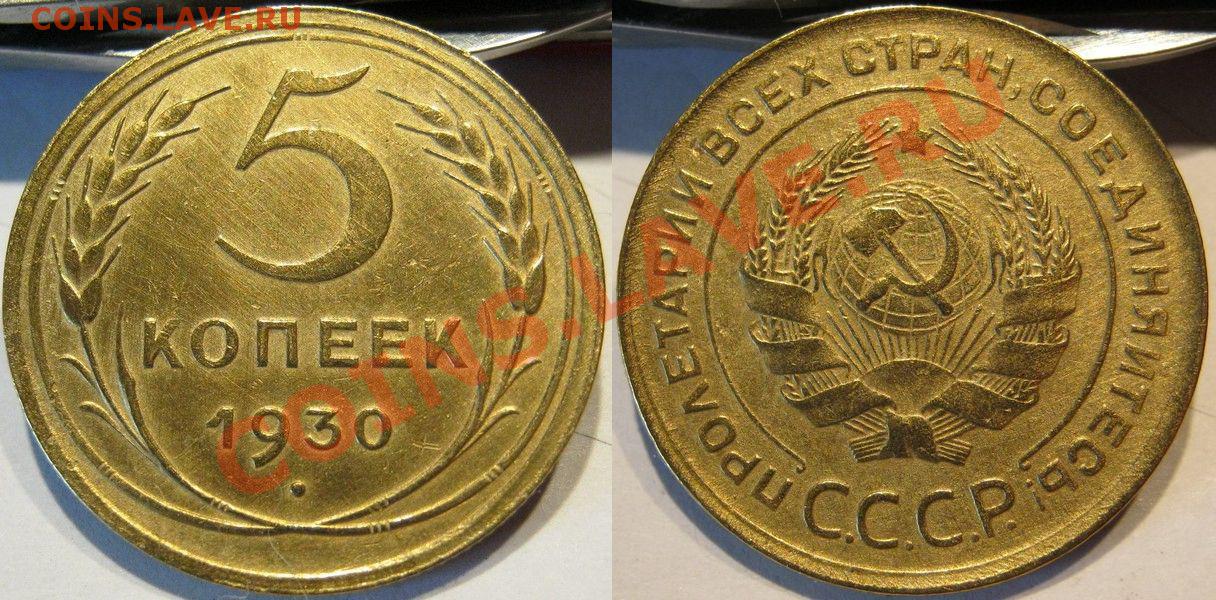 COINS.LAVE.RU
5
КОПЕЕК
1930
COINS.LAVE.RU
ПРОЛЕТАРИИ ВСЕХ СТРАН, СОЕДИНЯЙТЕСЬ!
С.С.С.Р.